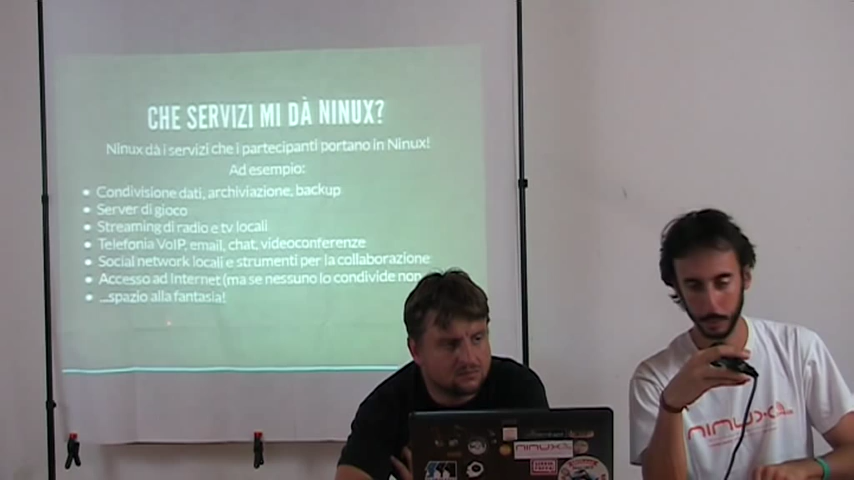 CHE SERVIZI MI DÀ NINUX?
Ninux dà i servizi che i partecipanti portano in Ninux!
Ad esempio:
Condivisione dati, archiviazione, backup
Server di gioco
Streaming di radio e tv locali
Telefonia VoIP, email, chat, videoconferenze
Social network locali e strumenti per la collaborazione
Accesso ad Internet (ma se nessuno lo condivide non
...spazio alla fantasia!
ninux
ninux